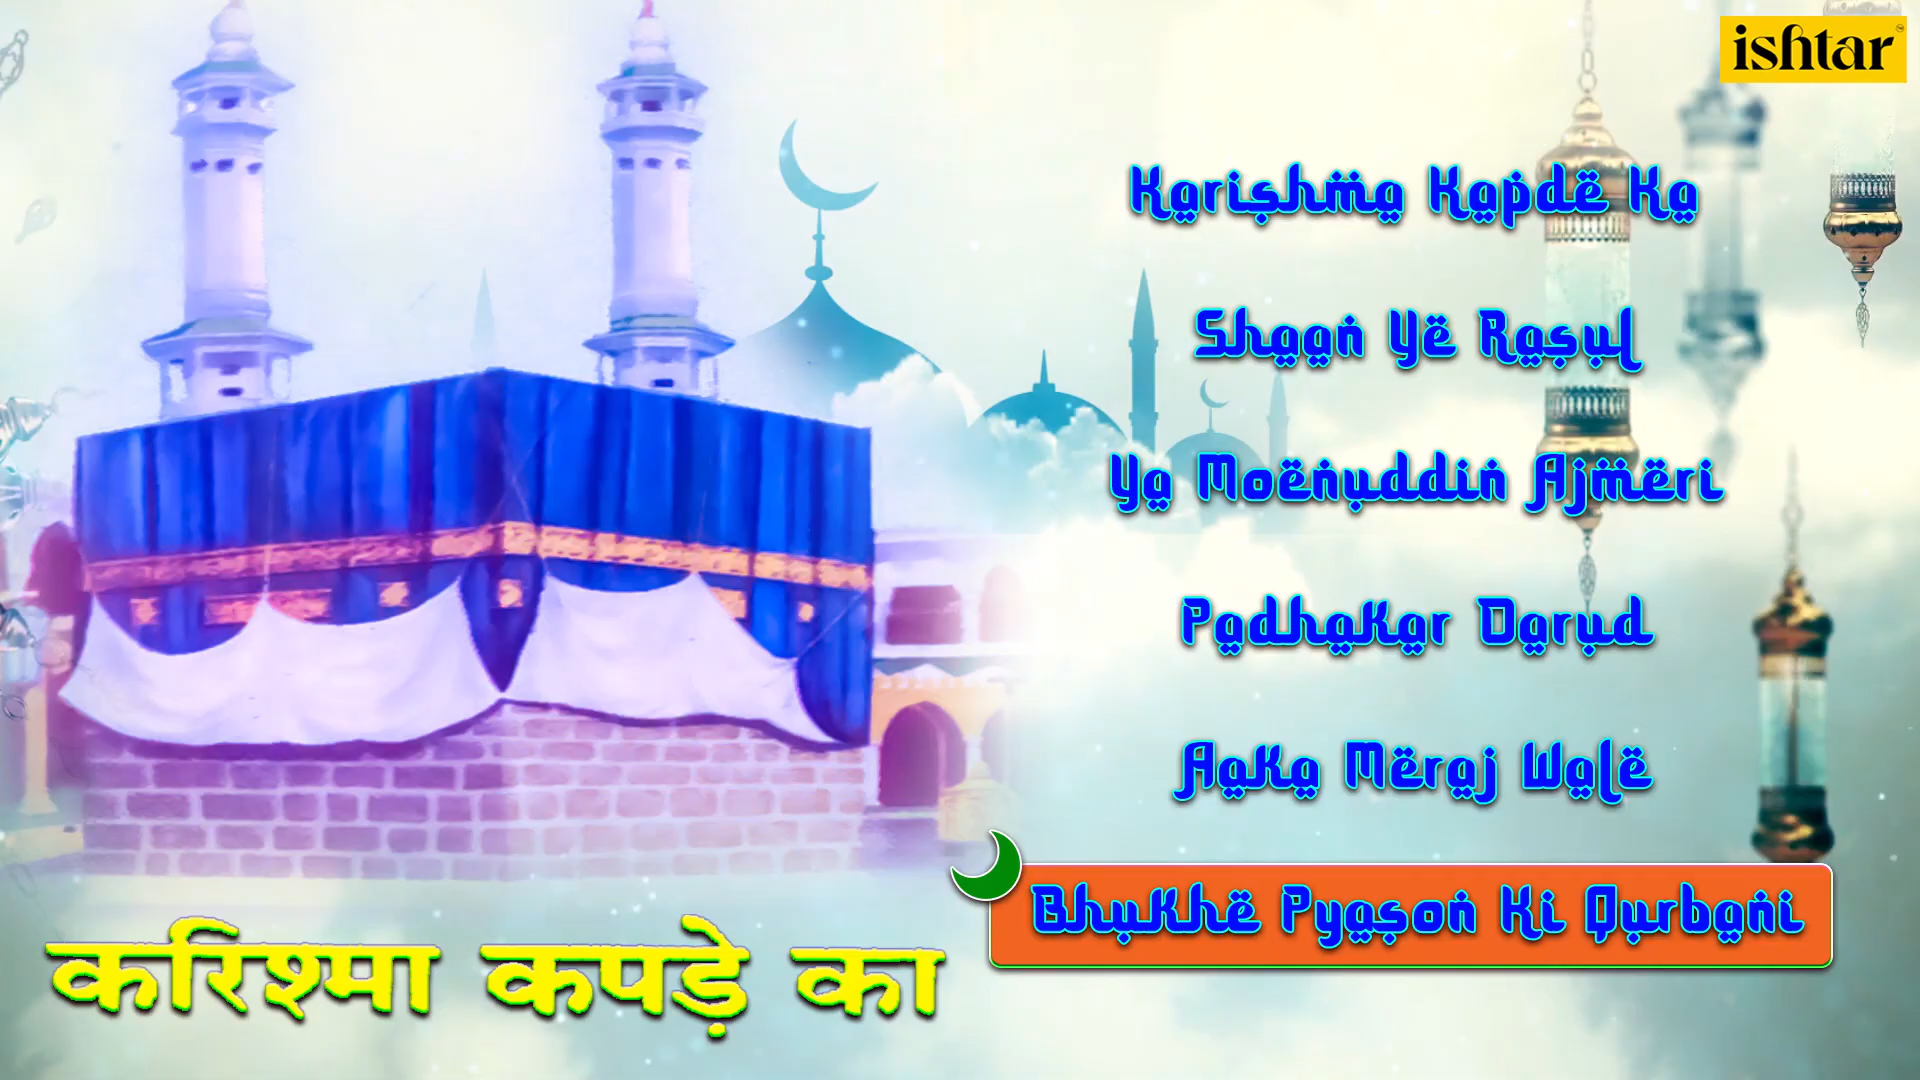 ishtar
Karishma Kapde Ka
Shaan Ye Rasul
Ya Moenuddin Ajmeri
Padhakar Darud
Aaka Meraj Wale
Bhukhe Pyason Ki Qurbani
करिश्मा कपड़े का